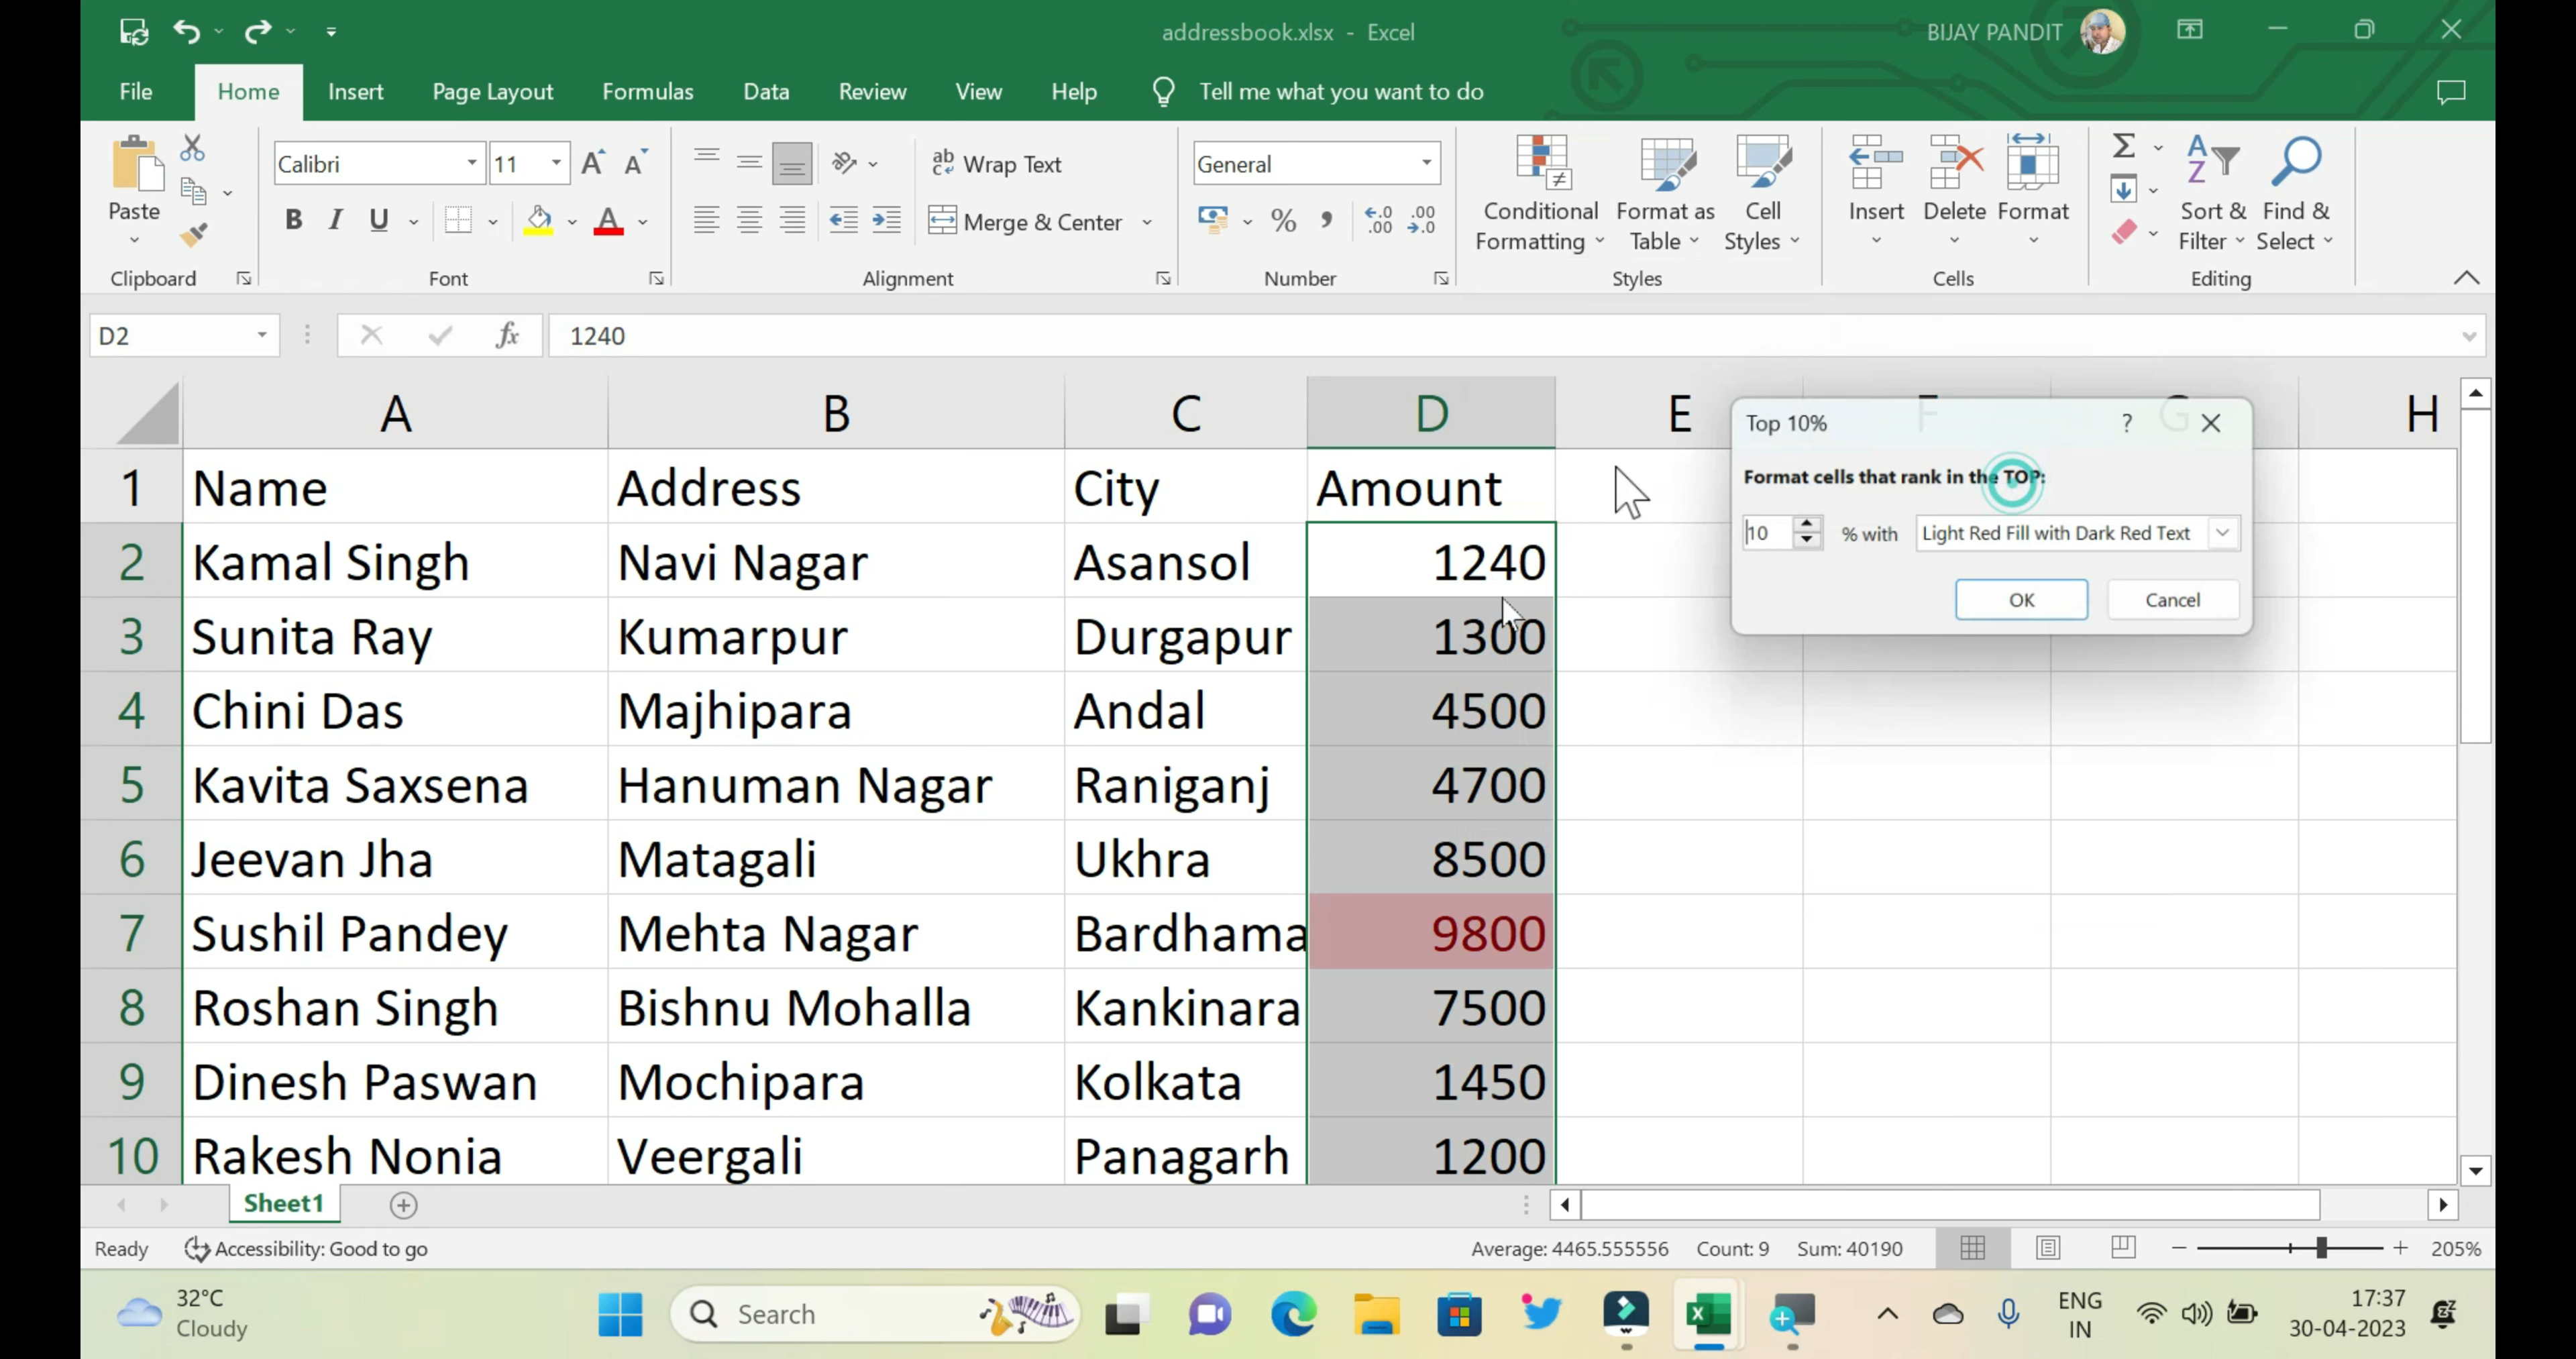 addressbook.xlsx - Excel
BIJAY PANDIT
File Home Insert Page Layout Formulas Data Review View Help Tell me what you want to do
Paste
Clipboard
Calibri 11
B I U A
Font
Wrap Text
Merge & Center
Alignment
General
Number
Conditional Formatting
Format as Table
Cell Styles
Styles
Insert Delete Format
Cells
Sort & Filter
Find & Select
Editing
D2 fx 1240
A B C D E F G H
1 Name Address City Amount
2 Kamal Singh Navi Nagar Asansol 1240
3 Sunita Ray Kumarpur Durgapur 1300
4 Chini Das Majhipara Andal 4500
5 Kavita Saxsena Hanuman Nagar Raniganj 4700
6 Jeevan Jha Matagali Ukhra 8500
7 Sushil Pandey Mehta Nagar Bardhama 9800
8 Roshan Singh Bishnu Mohalla Kankinara 7500
9 Dinesh Paswan Mochipara Kolkata 1450
10 Rakesh Nonia Veergali Panagarh 1200
Top 10% ?
Format cells that rank in the TOP:
10 % with Light Red Fill with Dark Red Text
OK Cancel
Sheet1
Ready Accessibility: Good to go Average: 4465.555556 Count: 9 Sum: 40190 205%
32°C
Cloudy
Search
ENG
IN
17:37
30-04-2023